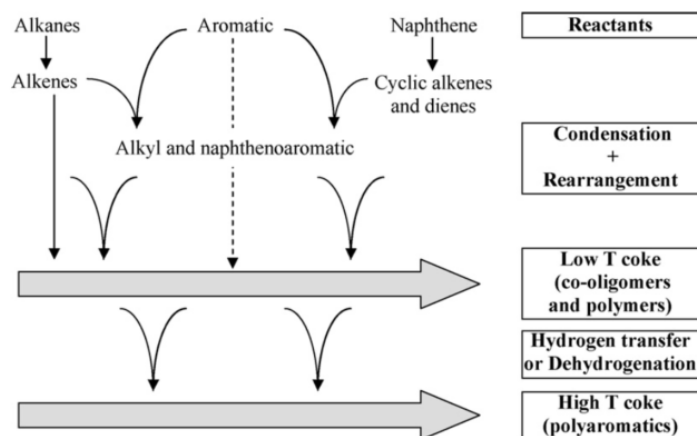 Alkanes
Aromatic
Naphthene
Reactants
Alkenes
Cyclic alkenes
and dienes
Alkyl and naphthenoaromatic
Condensation
+
Rearrangement
Low T coke
(co-oligomers
and polymers)
Hydrogen transfer
or Dehydrogenation
High T coke
(polyaromatics)